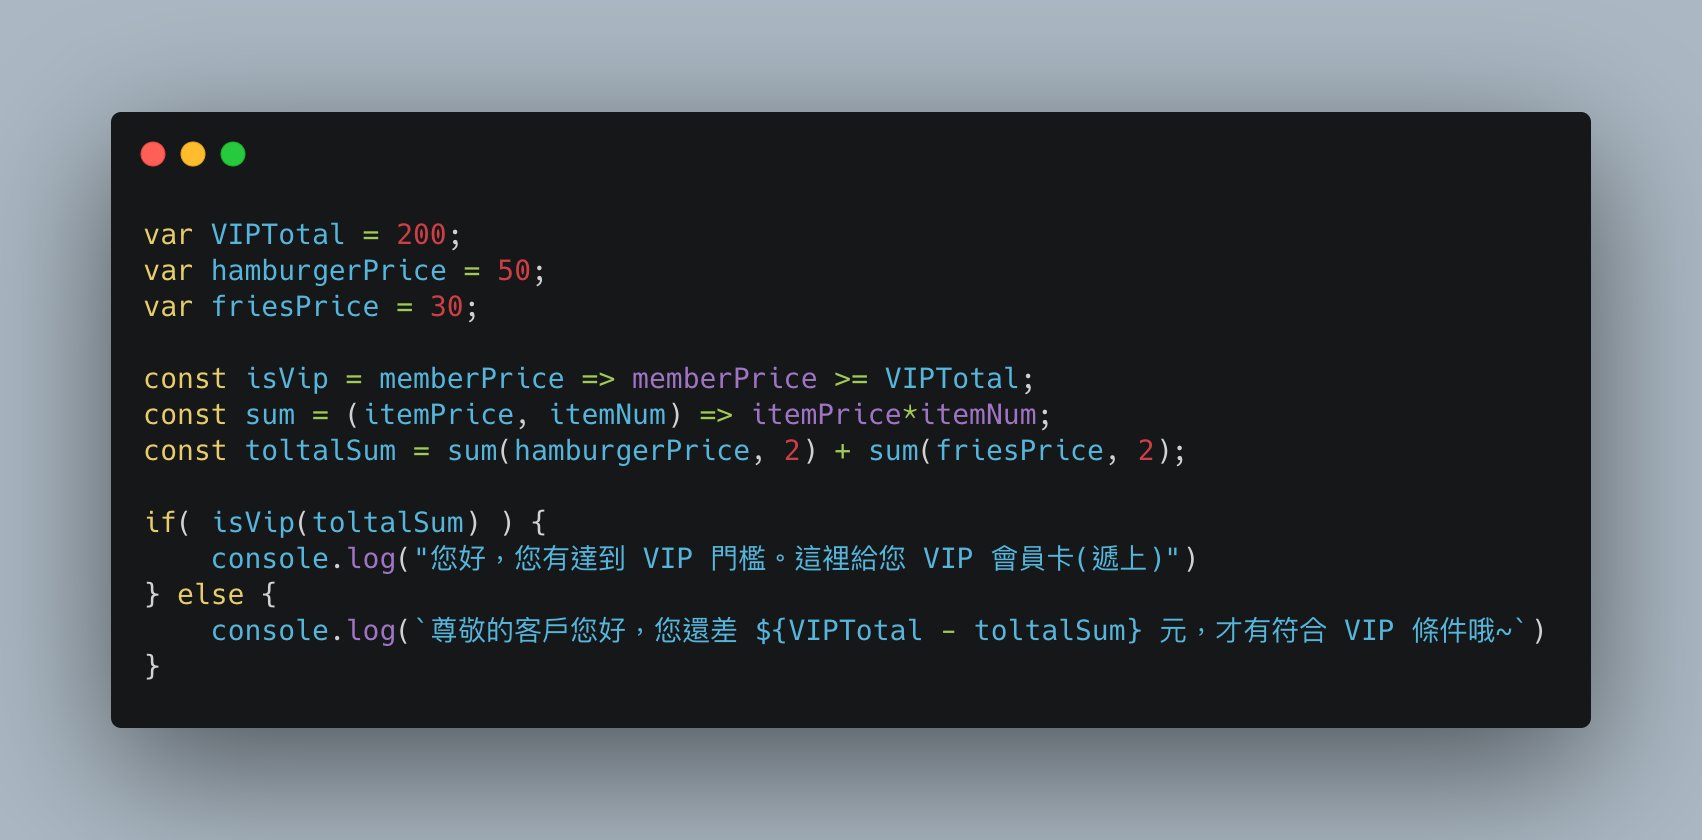 var VIPTotal = 200;
var hamburgerPrice = 50;
var friesPrice = 30;
const isVip = memberPrice => memberPrice >= VIPTotal;
const sum = (itemPrice, itemNum) => itemPrice*itemNum;
const toltalSum = sum(hamburgerPrice, 2) + sum(friesPrice, 2);
if( isVip(toltalSum) ) {
    console.log("您好，您有達到 VIP 門檻。這裡給您 VIP 會員卡(遞上)")
} else {
    console.log(`尊敬的客戶您好，您還差 ${VIPTotal - toltalSum} 元，才有符合 VIP 條件哦~`)
}